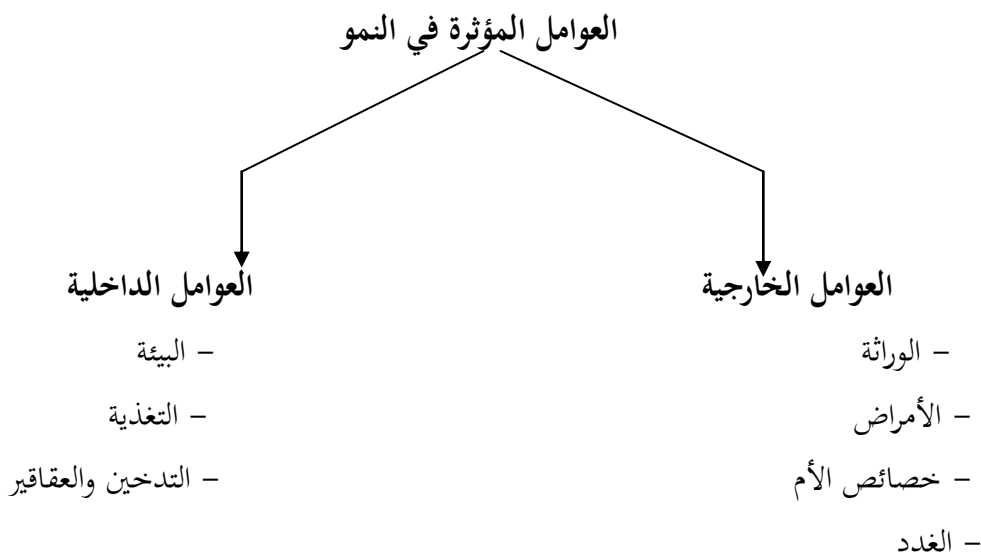 العوامل المؤثرة في النمو
العوامل الخارجية
– الوراثة
– الأمراض
– خصائص الأم
– الغدد
العوامل الداخلية
– البيئة
– التغذية
– التدخين والعقاقير